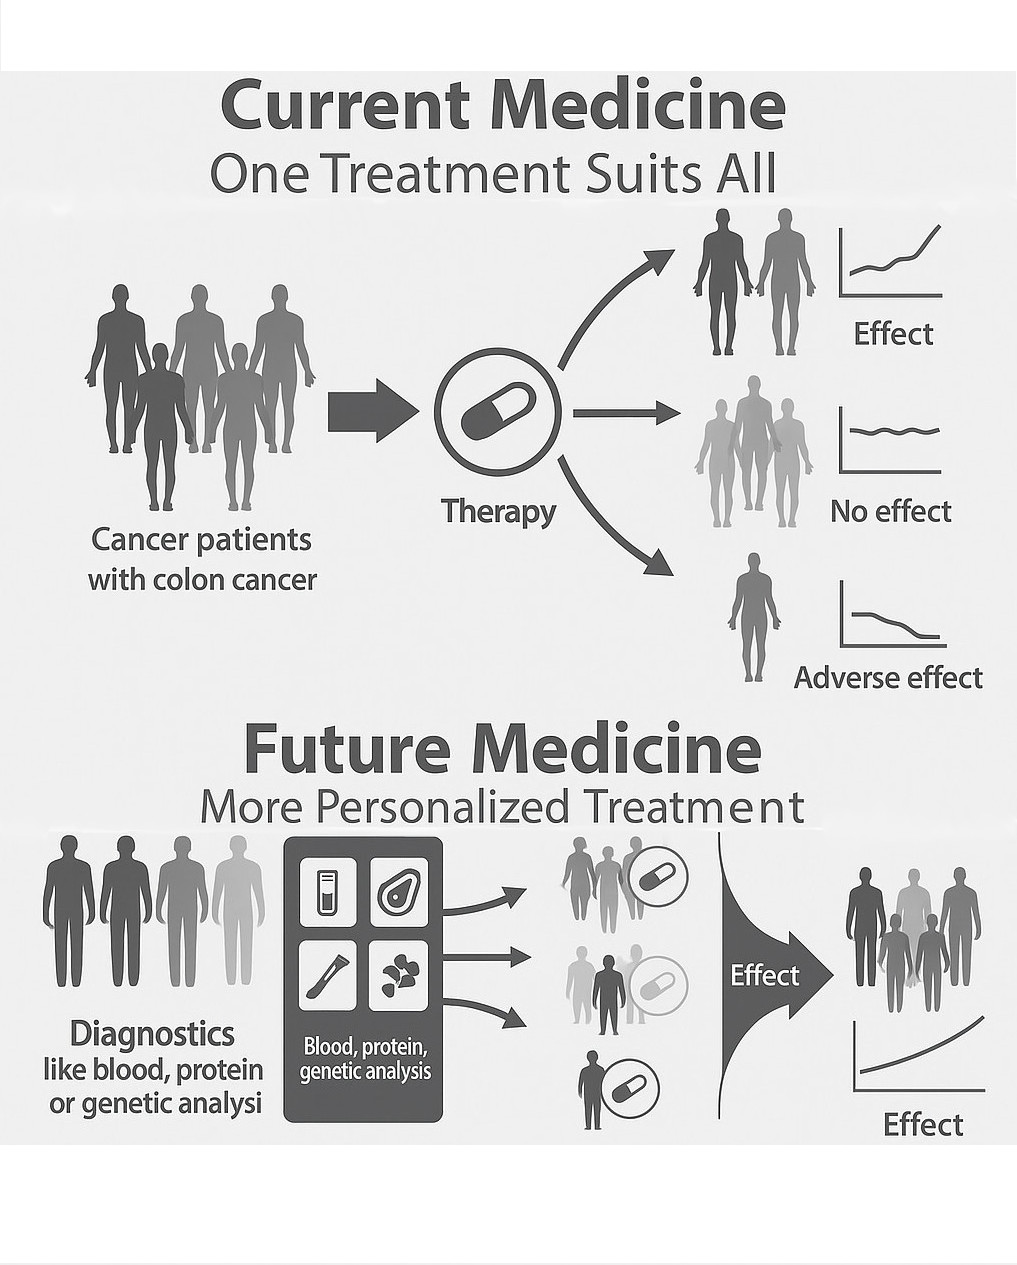 Current Medicine
One Treatment Suits All
Effect
No effect
Therapy
Cancer patients
with colon cancer
Adverse effect
Future Medicine
More Personalized Treatment
Diagnostics
like blood, protein
or genetic analysi
Blood, protein,
genetic analysis
Effect
Effect